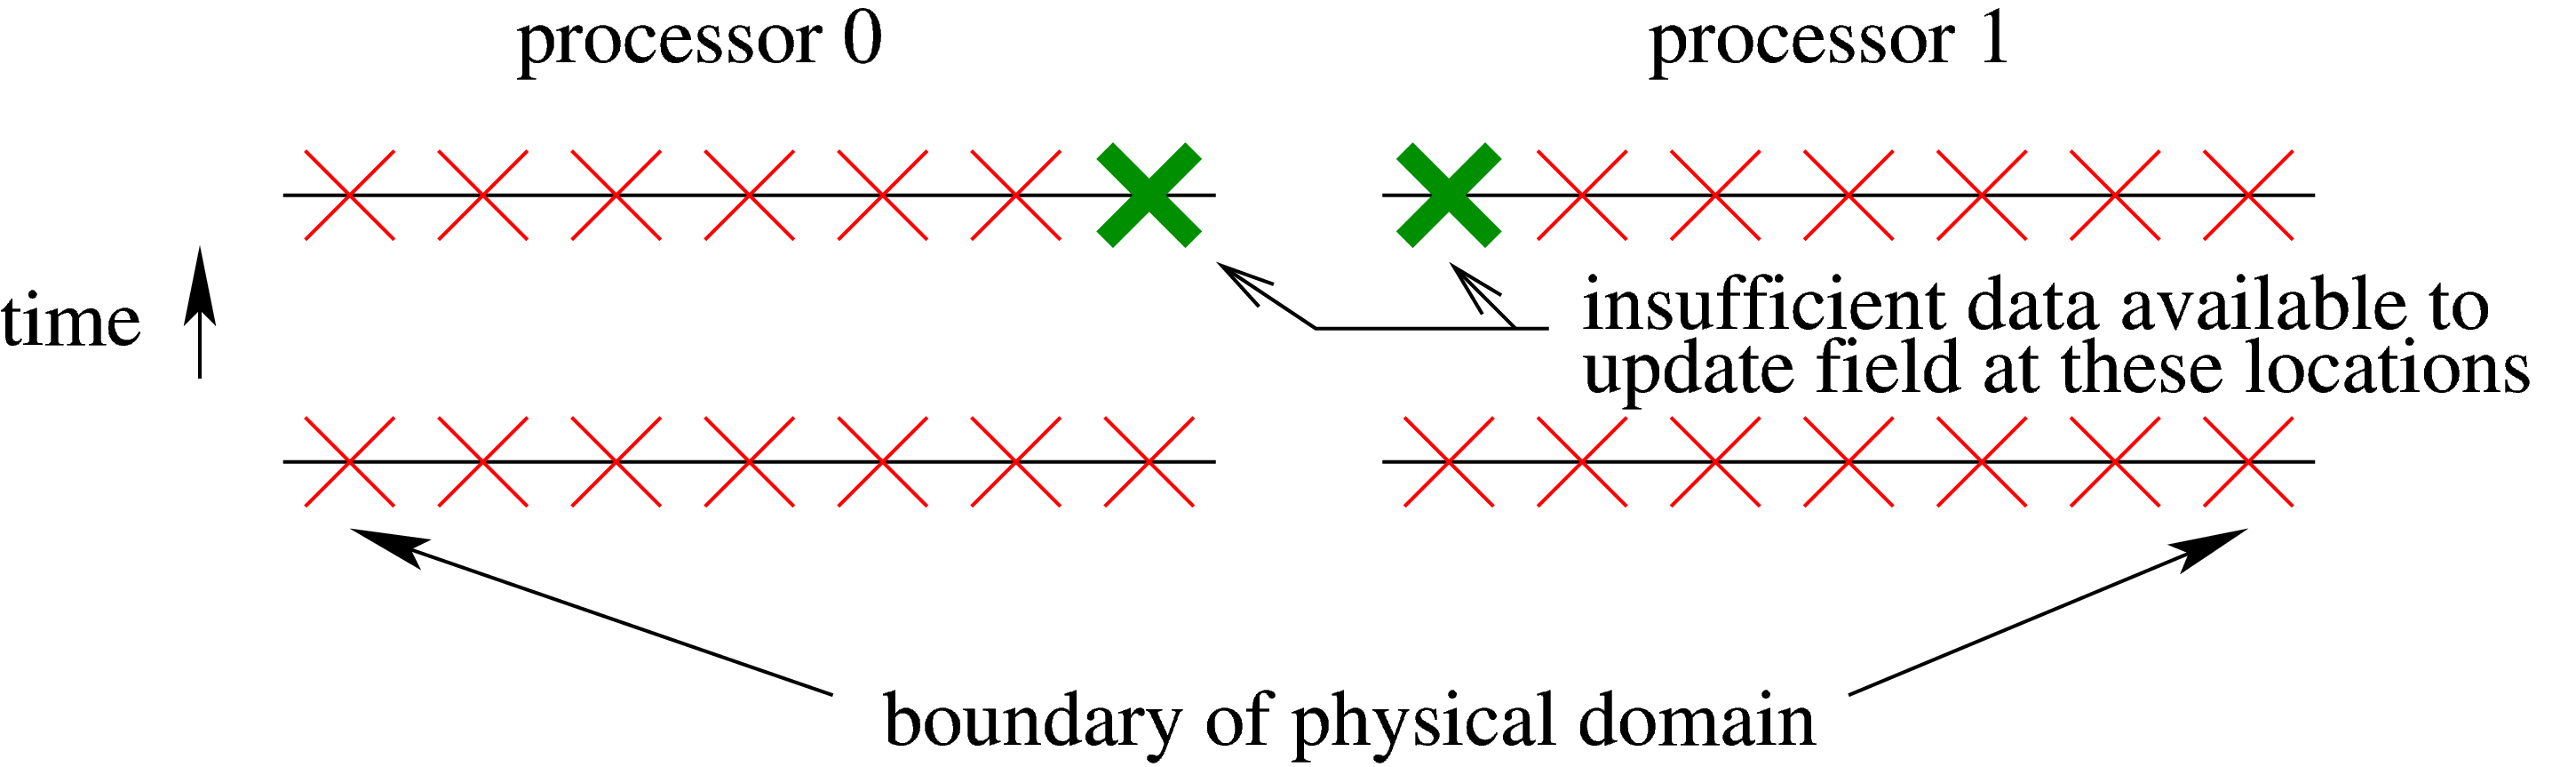 processor 0
processor 1
time
insufficient data available to
update field at these locations
boundary of physical domain